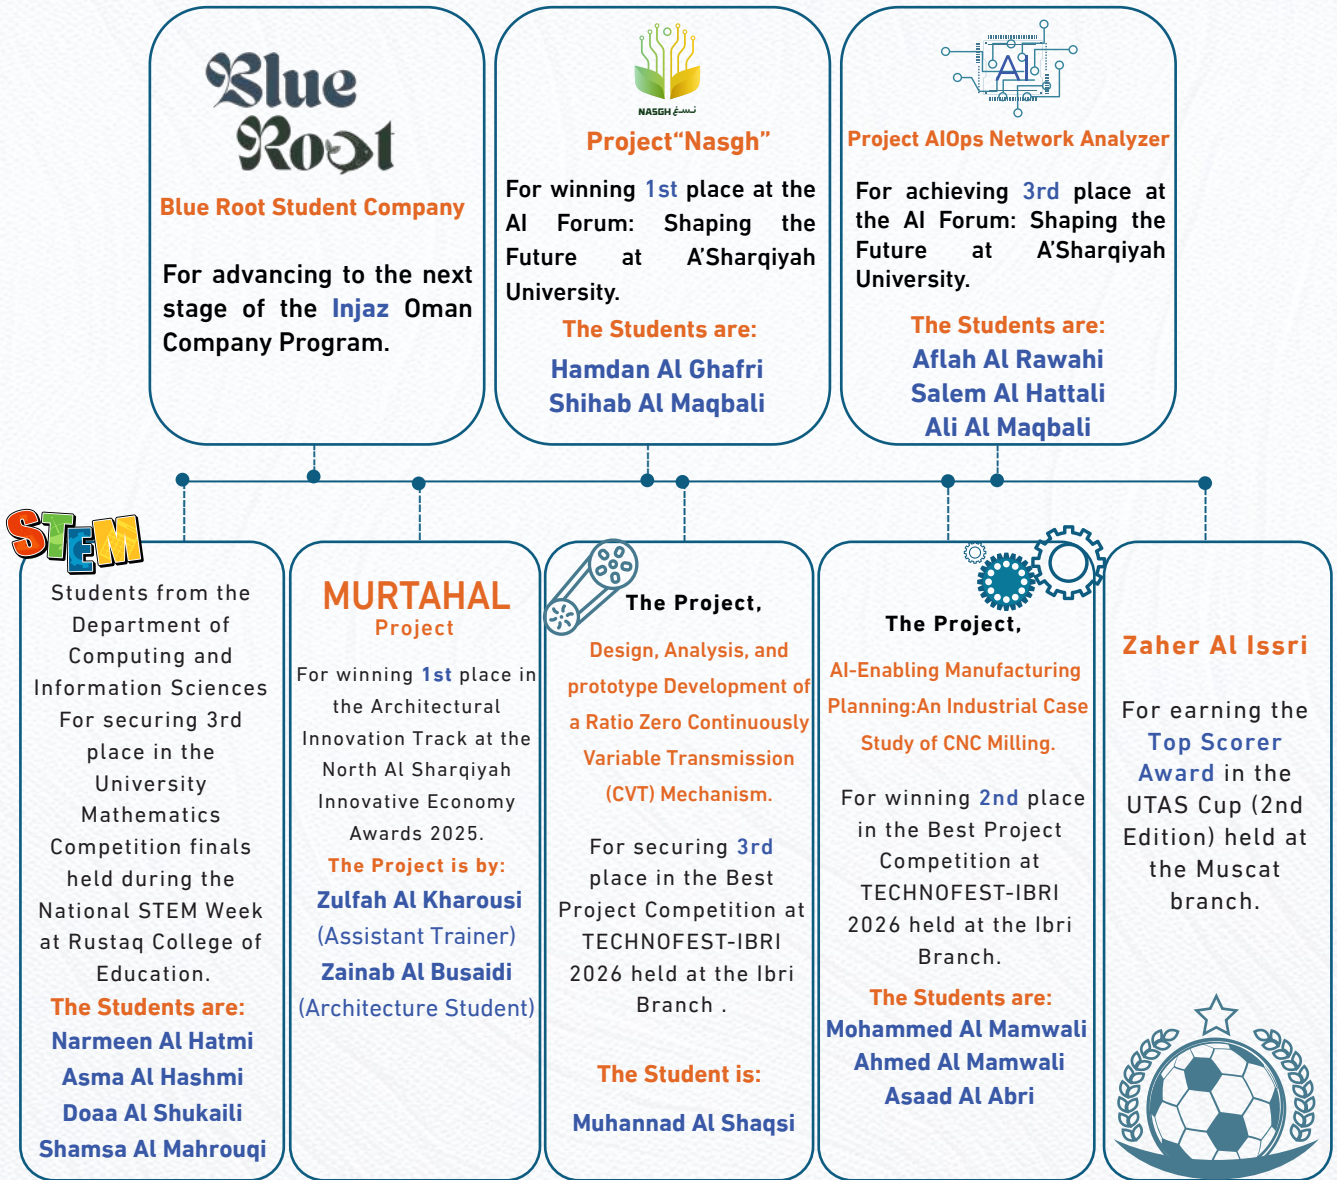 Blue
Root
Blue Root Student Company
For advancing to the next
stage of the Injaz Oman
Company Program.
NASGH نسغ
Project“Nasgh”
For winning 1st place at the
AI Forum: Shaping the
Future at A’Sharqiyah
University.
The Students are:
Hamdan Al Ghafri
Shihab Al Maqbali
AI
Project AIOps Network Analyzer
For achieving 3rd place at
the AI Forum: Shaping the
Future at A’Sharqiyah
University.
The Students are:
Aflah Al Rawahi
Salem Al Hattali
Ali Al Maqbali
STEM
Students from the
Department of
Computing and
Information Sciences
For securing 3rd
place in the
University
Mathematics
Competition finals
held during the
National STEM Week
at Rustaq College of
Education.
The Students are:
Narmeen Al Hatmi
Asma Al Hashmi
Doaa Al Shukaili
Shamsa Al Mahrouqi
MURTAHAL
Project
For winning 1st place in
the Architectural
Innovation Track at the
North Al Sharqiyah
Innovative Economy
Awards 2025.
The Project is by:
Zulfah Al Kharousi
(Assistant Trainer)
Zainab Al Busaidi
(Architecture Student)
The Project,
Design, Analysis, and
prototype Development of
a Ratio Zero Continuously
Variable Transmission
(CVT) Mechanism.
For securing 3rd
place in the Best
Project Competition at
TECHNOFEST-IBRI
2026 held at the Ibri
Branch .
The Student is:
Muhannad Al Shaqsi
The Project,
AI-Enabling Manufacturing
Planning:An Industrial Case
Study of CNC Milling.
For winning 2nd place
in the Best Project
Competition at
TECHNOFEST-IBRI
2026 held at the Ibri
Branch.
The Students are:
Mohammed Al Mamwali
Ahmed Al Mamwali
Asaad Al Abri
Zaher Al Issri
For earning the
Top Scorer
Award in the
UTAS Cup (2nd
Edition) held at
the Muscat
branch.